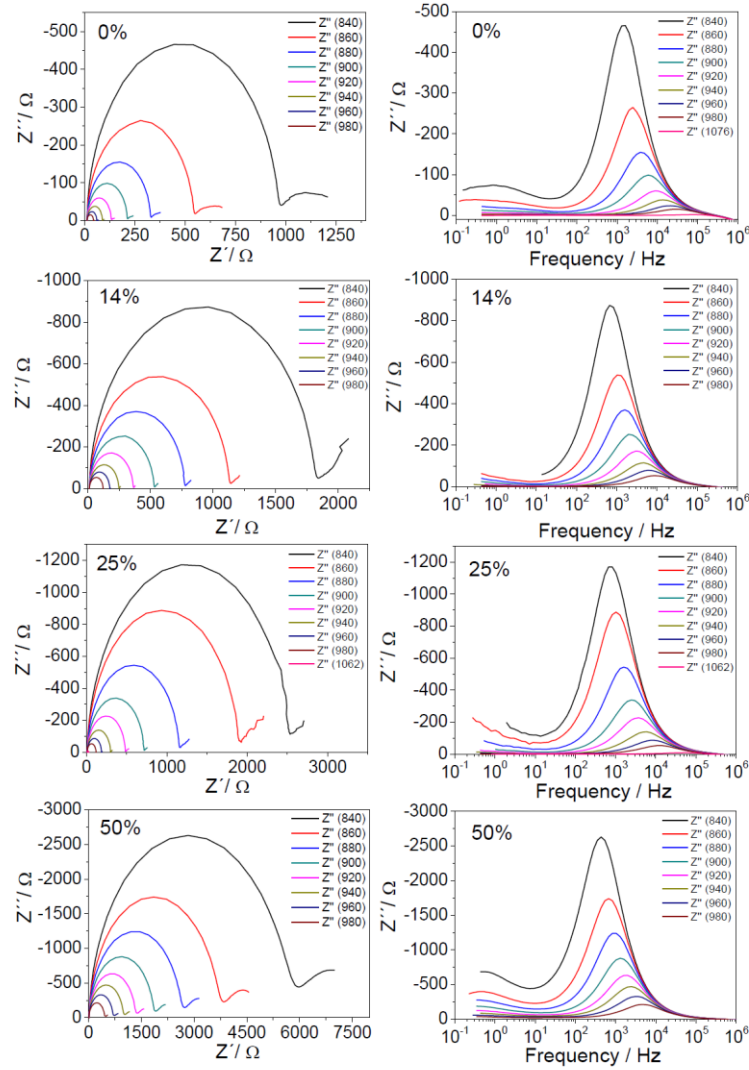 0%
Z'' (840)
Z'' (860)
Z'' (880)
Z'' (900)
Z'' (920)
Z'' (940)
Z'' (960)
Z'' (980)
-500
-400
-300
-200
-100
0
Z´´/ Ω
0 250 500 750 1000 1250
Z´/ Ω
0%
Z'' (840)
Z'' (860)
Z'' (880)
Z'' (900)
Z'' (920)
Z'' (940)
Z'' (960)
Z'' (980)
Z'' (1076)
-500
-400
-300
-200
-100
0
Z´´/ Ω
10⁻¹ 10⁰ 10¹ 10² 10³ 10⁴ 10⁵
Frequency / Hz
14%
Z'' (840)
Z'' (860)
Z'' (880)
Z'' (900)
Z'' (920)
Z'' (940)
Z'' (960)
Z'' (980)
-1000
-800
-600
-400
-200
0
Z´´/ Ω
0 500 1000 1500 2000
Z´/ Ω
14%
Z'' (840)
Z'' (860)
Z'' (880)
Z'' (900)
Z'' (920)
Z'' (940)
Z'' (960)
Z'' (980)
-1000
-800
-600
-400
-200
0
Z´´/ Ω
10⁻¹ 10⁰ 10¹ 10² 10³ 10⁴ 10⁵
Frequency / Hz
25%
Z'' (840)
Z'' (860)
Z'' (880)
Z'' (900)
Z'' (920)
Z'' (940)
Z'' (960)
Z'' (980)
Z'' (1062)
-1200
-1000
-800
-600
-400
-200
0
Z´´/ Ω
0 1000 2000 3000
Z´/ Ω
25%
Z'' (840)
Z'' (860)
Z'' (880)
Z'' (900)
Z'' (920)
Z'' (940)
Z'' (960)
Z'' (980)
Z'' (1062)
-1200
-1000
-800
-600
-400
-200
0
Z´´/ Ω
10⁻¹ 10⁰ 10¹ 10² 10³ 10⁴ 10⁵
Frequency / Hz
50%
Z'' (840)
Z'' (860)
Z'' (880)
Z'' (900)
Z'' (920)
Z'' (940)
Z'' (960)
Z'' (980)
-3000
-2500
-2000
-1500
-1000
-500
0
Z´´/ Ω
0 1500 3000 4500 6000 7500
Z´/ Ω
50%
Z'' (840)
Z'' (860)
Z'' (880)
Z'' (900)
Z'' (920)
Z'' (940)
Z'' (960)
Z'' (980)
-3000
-2500
-2000
-1500
-1000
-500
0
Z´´/ Ω
10⁻¹ 10⁰ 10¹ 10² 10³ 10⁴ 10⁵
Frequency / Hz